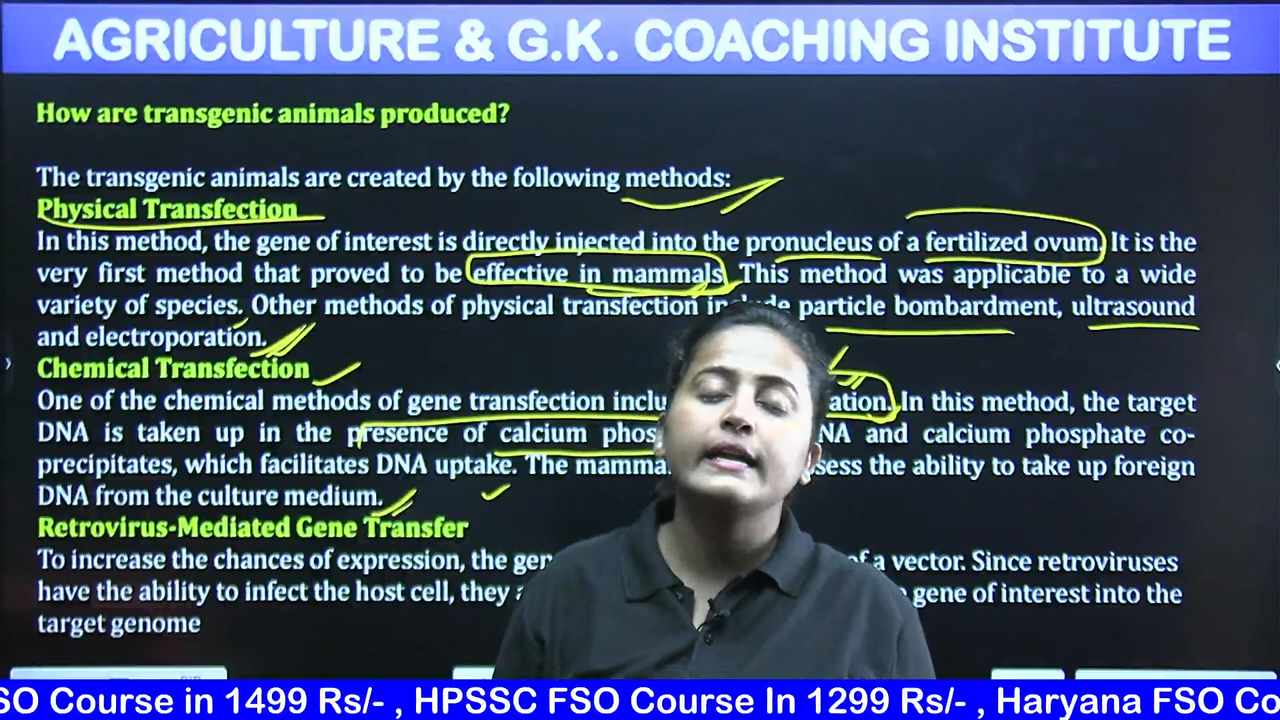 AGRICULTURE & G.K. COACHING INSTITUTE
How are transgenic animals produced?
The transgenic animals are created by the following methods:
Physical Transfection
In this method, the gene of interest is directly injected into the pronucleus of a fertilized ovum. It is the
very first method that proved to be effective in mammals. This method was applicable to a wide
variety of species. Other methods of physical transfection include particle bombardment, ultrasound
and electroporation.
Chemical Transfection
One of the chemical methods of gene transfection ation. In this method, the target
DNA is taken up in the presence of calcium and calcium phosphate co-
precipitates, which facilitates DNA uptake. The the ability to take up foreign
DNA from the culture medium.
Retrovirus-Mediated Gene Transfer
To increase the chances of expression, the of a vector. Since retroviruses
have the ability to infect the host cell, they gene of interest into the
target genome
SO Course in 1499 Rs/- , HPSSC FSO Course In 1299 Rs/- , Haryana FSO Co